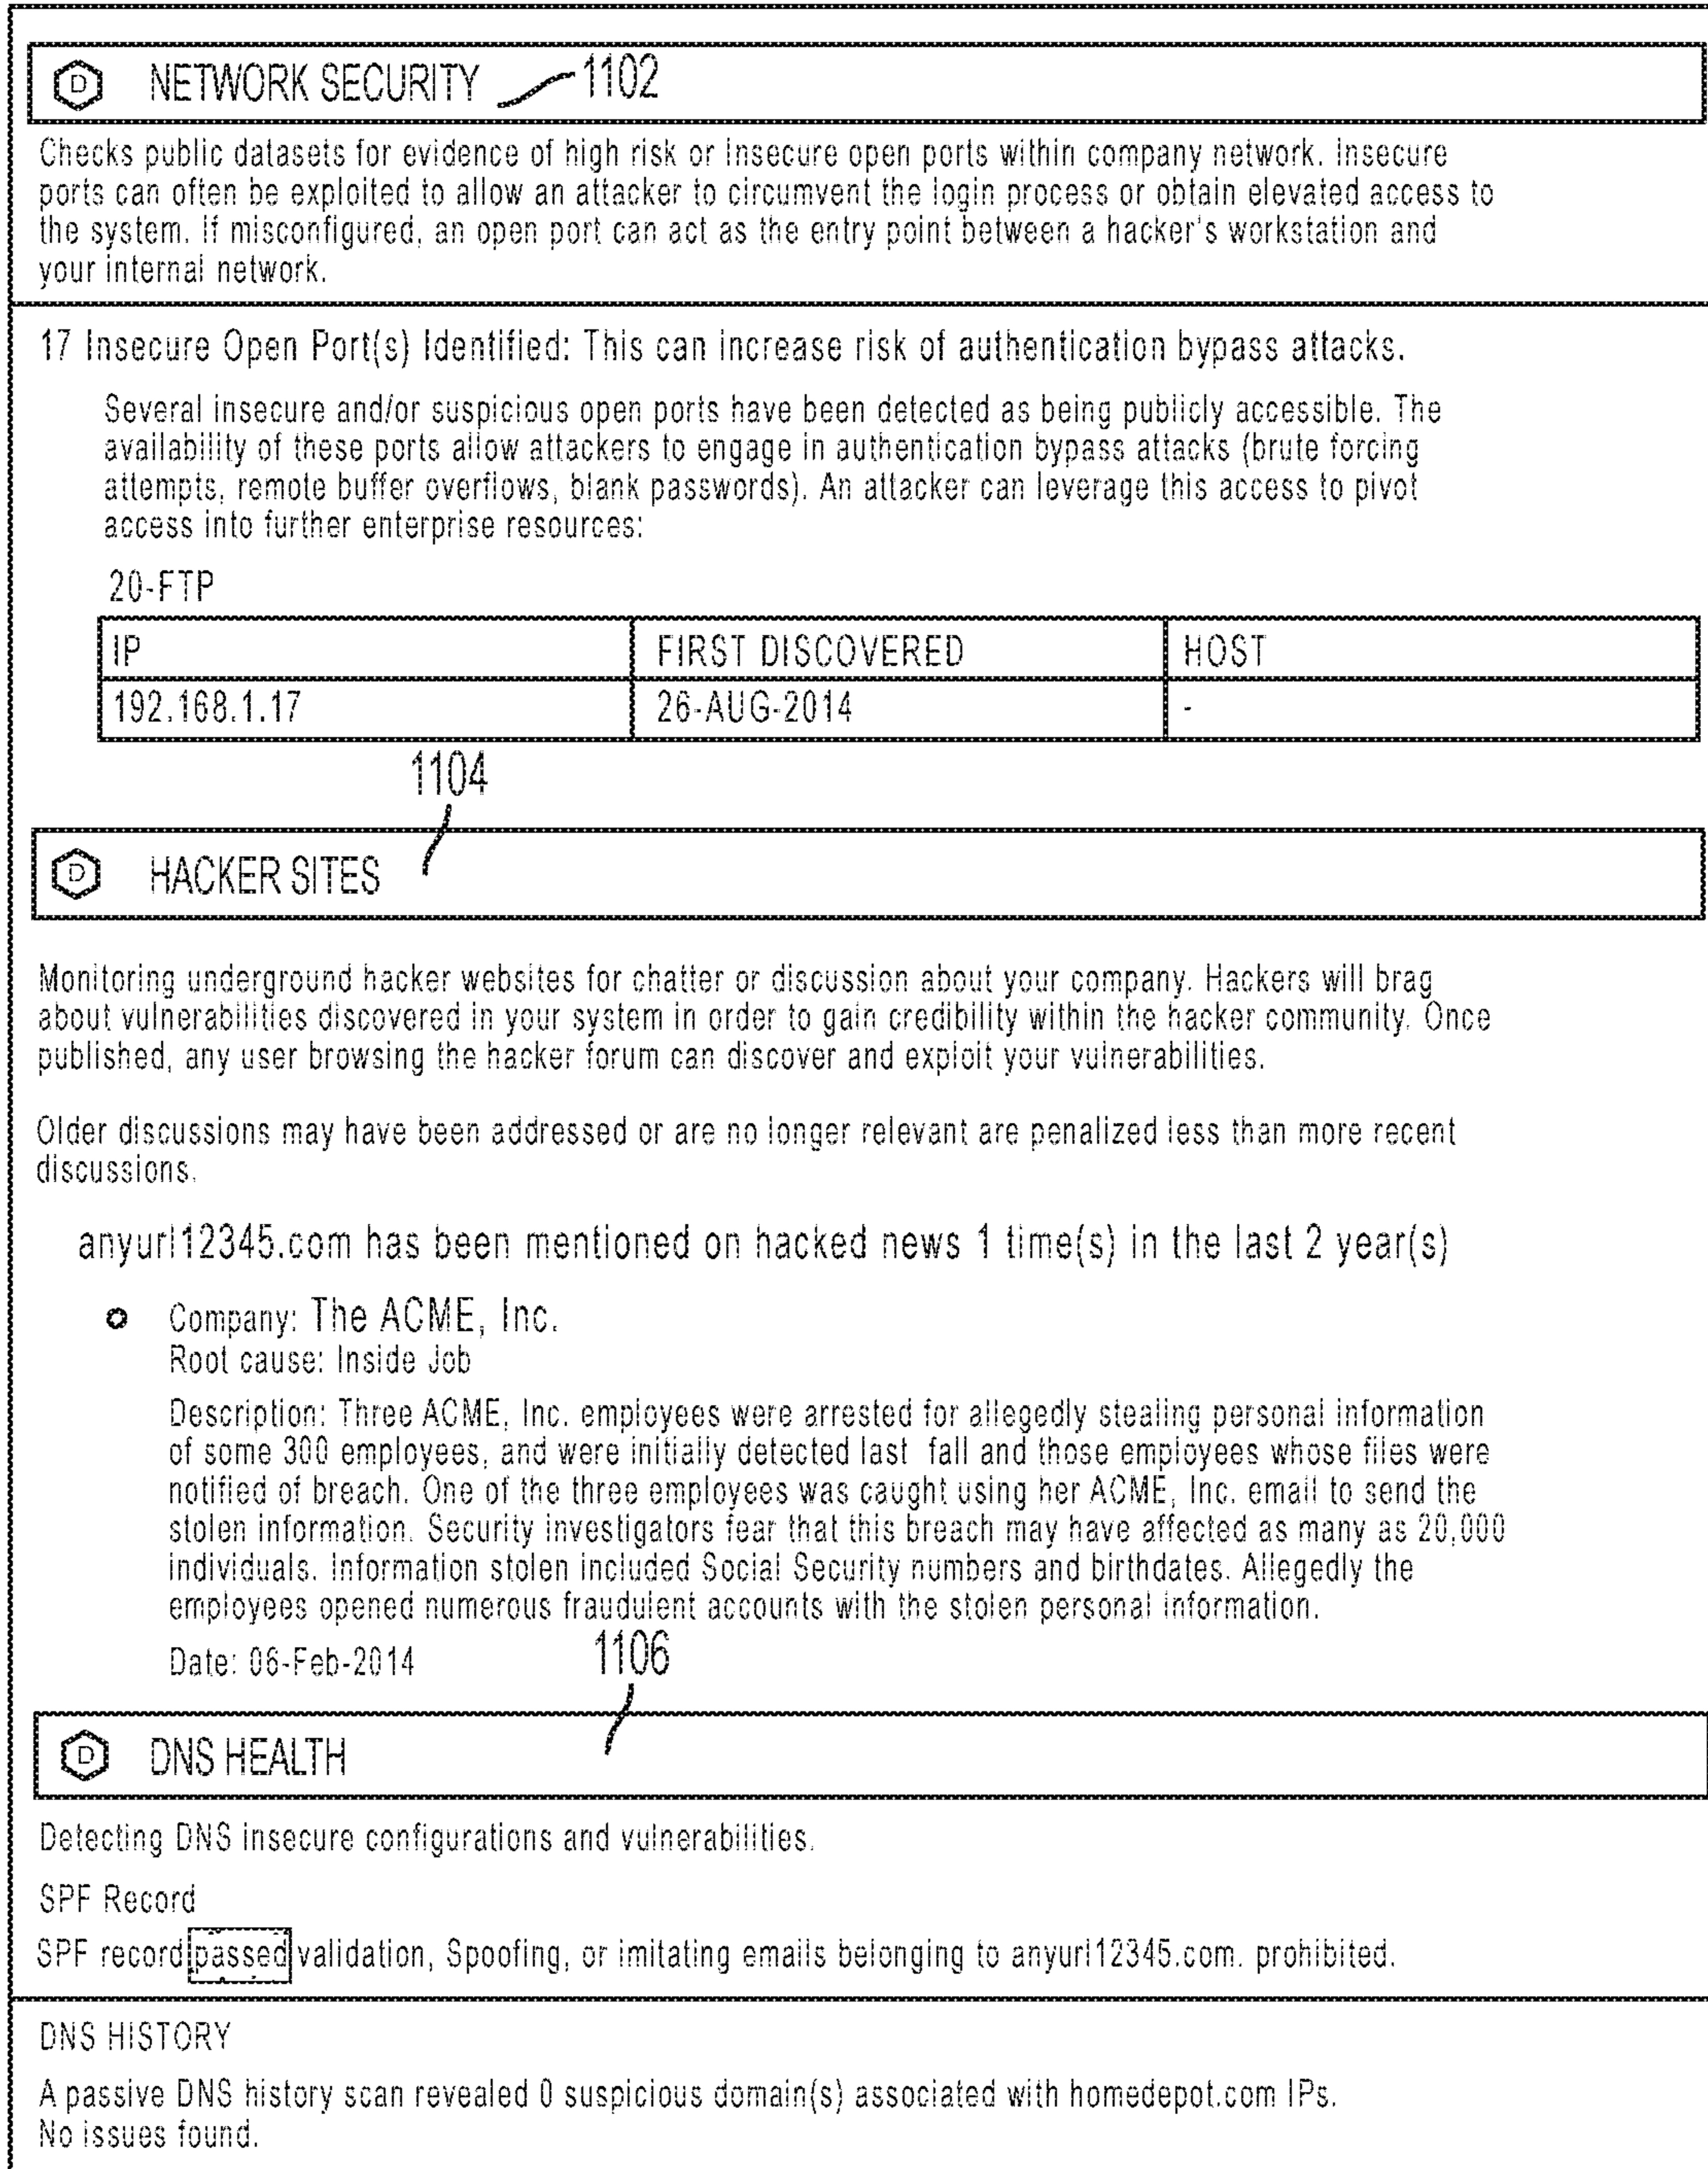 D NETWORK SECURITY 1102
Checks public datasets for evidence of high risk or insecure open ports within company network. Insecure
ports can often be exploited to allow an attacker to circumvent the login process or obtain elevated access to
the system. If misconfigured, an open port can act as the entry point between a hacker's workstation and
your internal network.
17 Insecure Open Port(s) Identified: This can increase risk of authentication bypass attacks.
Several insecure and/or suspicious open ports have been detected as being publicly accessible. The
availability of these ports allow attackers to engage in authentication bypass attacks (brute forcing
attempts, remote buffer overflows, blank passwords). An attacker can leverage this access to pivot
access into further enterprise resources:
20-FTP
IP FIRST DISCOVERED HOST
192.168.1.17 26-AUG-2014 -
1104
D HACKER SITES
Monitoring underground hacker websites for chatter or discussion about your company. Hackers will brag
about vulnerabilities discovered in your system in order to gain credibility within the hacker community. Once
published, any user browsing the hacker forum can discover and exploit your vulnerabilities.
Older discussions may have been addressed or are no longer relevant are penalized less than more recent
discussions.
anyurl12345.com has been mentioned on hacked news 1 time(s) in the last 2 year(s)
Company: The ACME, Inc.
Root cause: Inside Job
Description: Three ACME, Inc. employees were arrested for allegedly stealing personal information
of some 300 employees, and were initially detected last fall and those employees whose files were
notified of breach. One of the three employees was caught using her ACME, Inc. email to send the
stolen information. Security investigators fear that this breach may have affected as many as 20,000
individuals. Information stolen included Social Security numbers and birthdates. Allegedly the
employees opened numerous fraudulent accounts with the stolen personal information.
Date: 06-Feb-2014
1106
D DNS HEALTH
Detecting DNS insecure configurations and vulnerabilities.
SPF Record
SPF record passed validation, Spoofing, or imitating emails belonging to anyurl12345.com. prohibited.
DNS HISTORY
A passive DNS history scan revealed 0 suspicious domain(s) associated with homedepot.com IPs.
No issues found.